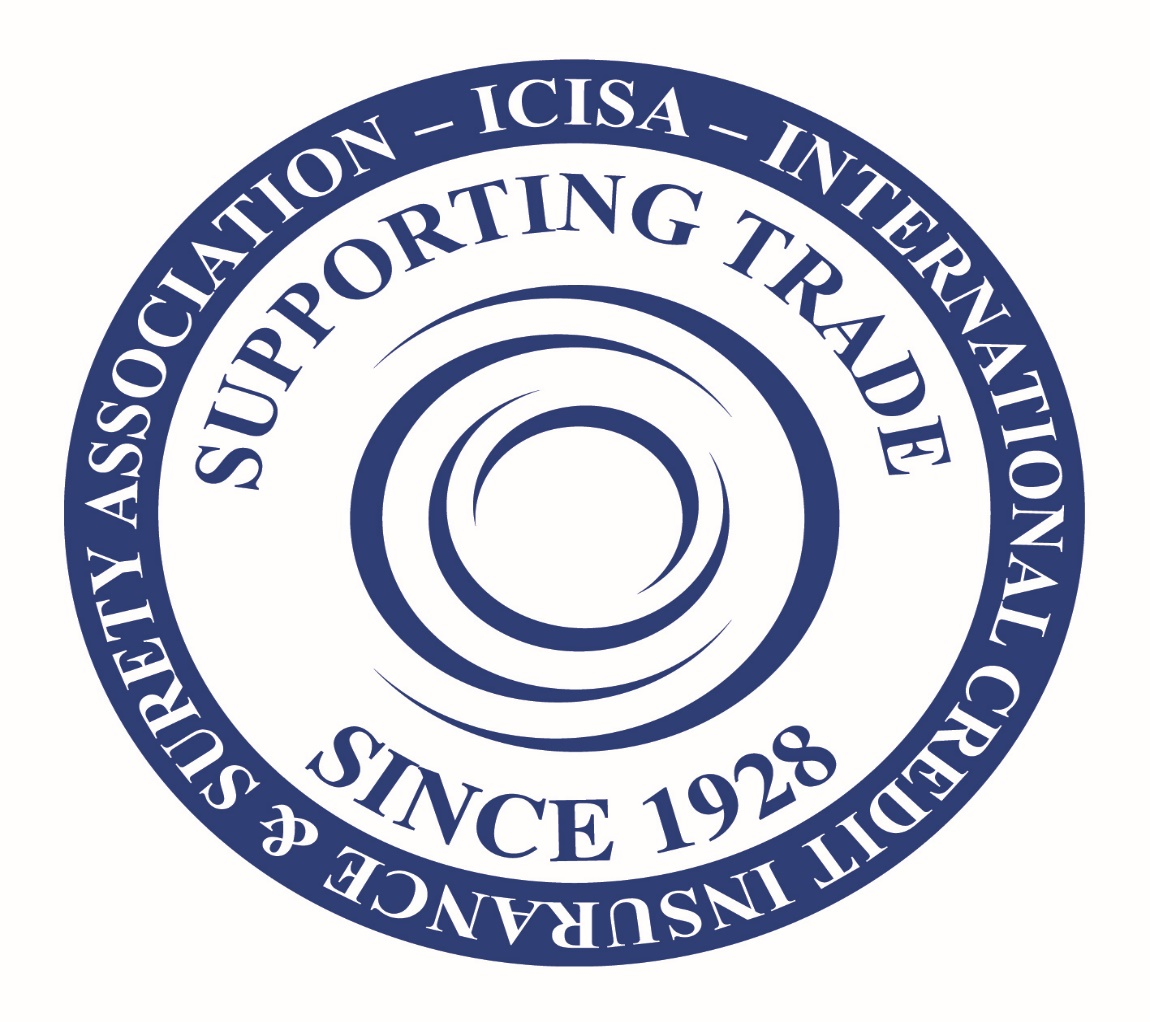 ICISA – INTERNATIONAL CREDIT INSURANCE & SURETY ASSOCIATION –
SUPPORTING TRADE
SINCE 1928